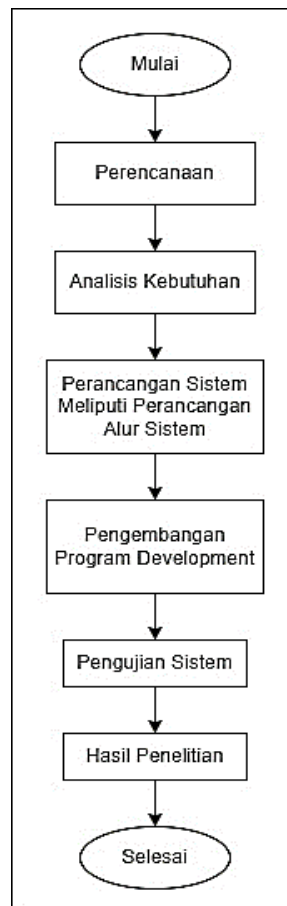 Mulai
Perencanaan
Analisis Kebutuhan
Perancangan Sistem
Meliputi Perancangan
Alur Sistem
Pengembangan
Program Development
Pengujian Sistem
Hasil Penelitian
Selesai